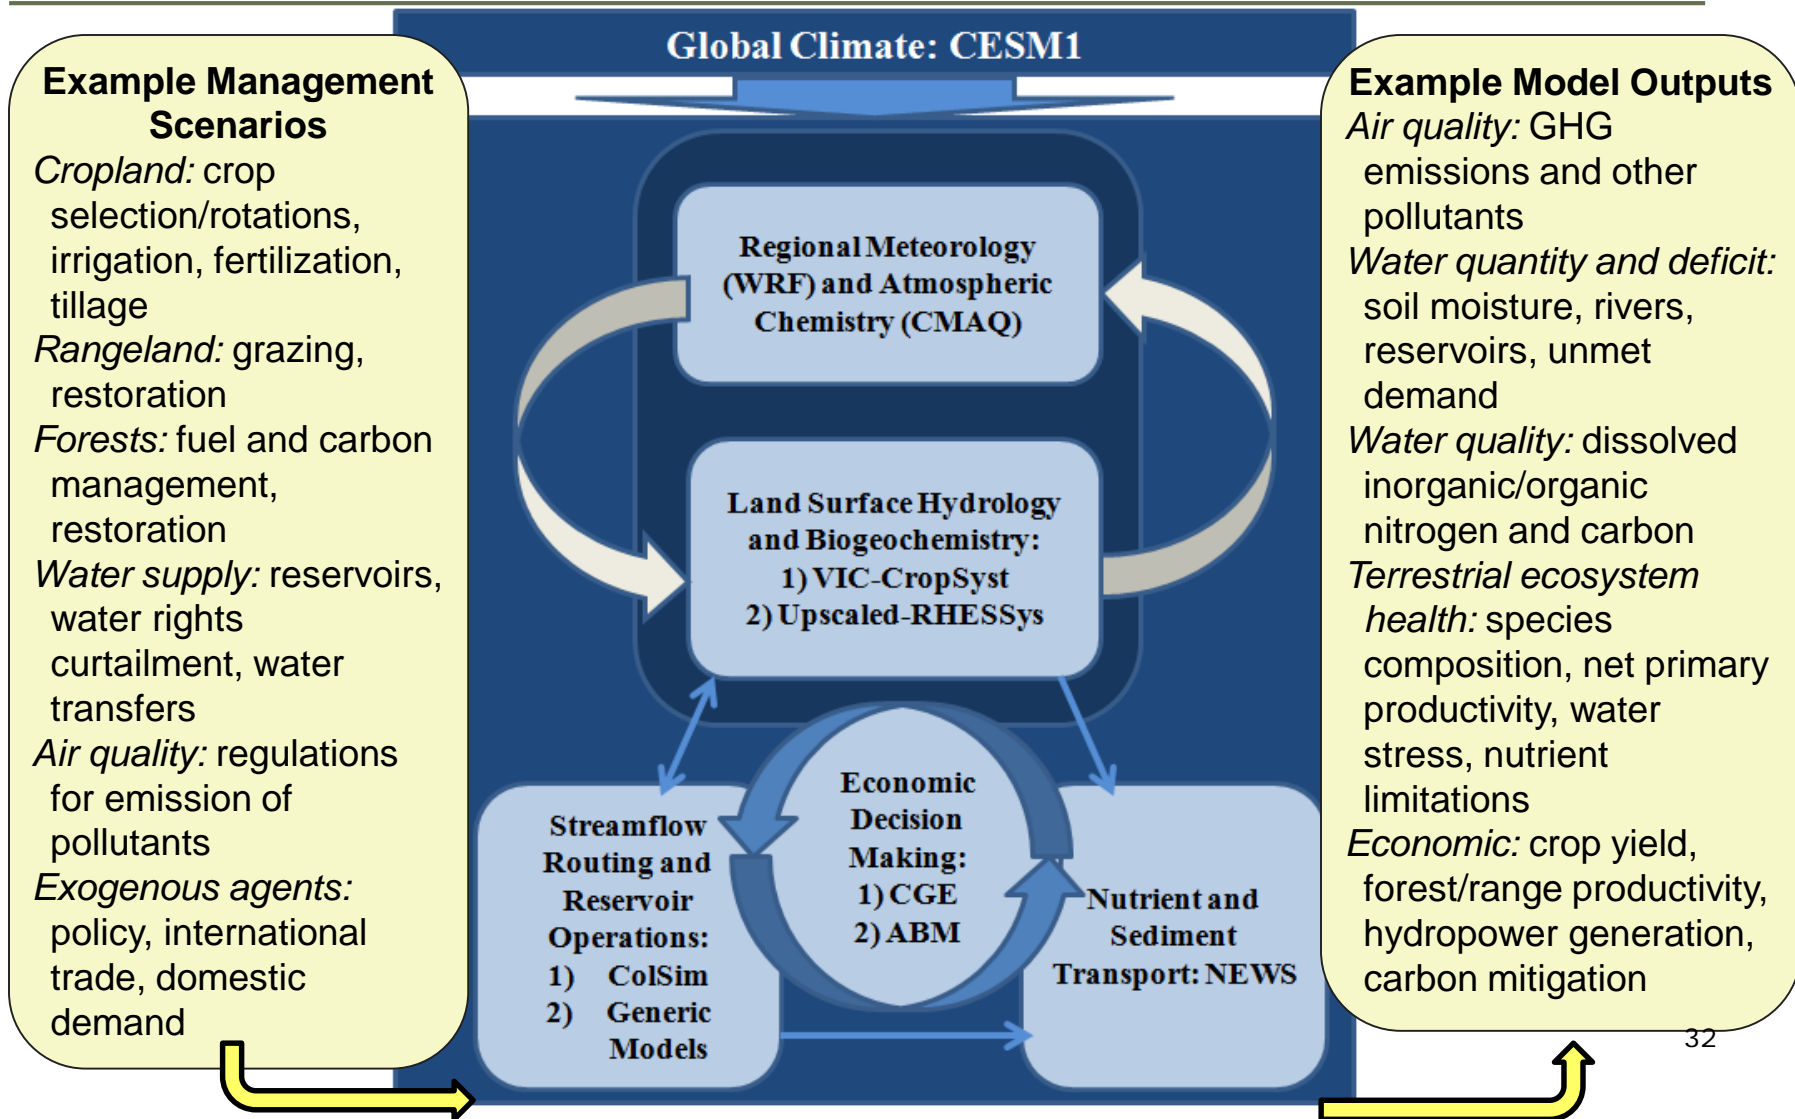 Global Climate: CESM1
Example Management
Scenarios
Cropland: crop
selection/rotations,
irrigation, fertilization,
tillage
Rangeland: grazing,
restoration
Forests: fuel and carbon
management,
restoration
Water supply: reservoirs,
water rights
curtailment, water
transfers
Air quality: regulations
for emission of
pollutants
Exogenous agents:
policy, international
trade, domestic
demand
Regional Meteorology
(WRF) and Atmospheric
Chemistry (CMAQ)
Land Surface Hydrology
and Biogeochemistry:
1) VIC-CropSyst
2) Upscaled-RHESSys
Streamflow
Routing and
Reservoir
Operations:
1) ColSim
2) Generic
Models
Economic
Decision
Making:
1) CGE
2) ABM
Nutrient and
Sediment
Transport: NEWS
Example Model Outputs
Air quality: GHG
emissions and other
pollutants
Water quantity and deficit:
soil moisture, rivers,
reservoirs, unmet
demand
Water quality: dissolved
inorganic/organic
nitrogen and carbon
Terrestrial ecosystem
health: species
composition, net primary
productivity, water
stress, nutrient
limitations
Economic: crop yield,
forest/range productivity,
hydropower generation,
carbon mitigation
32